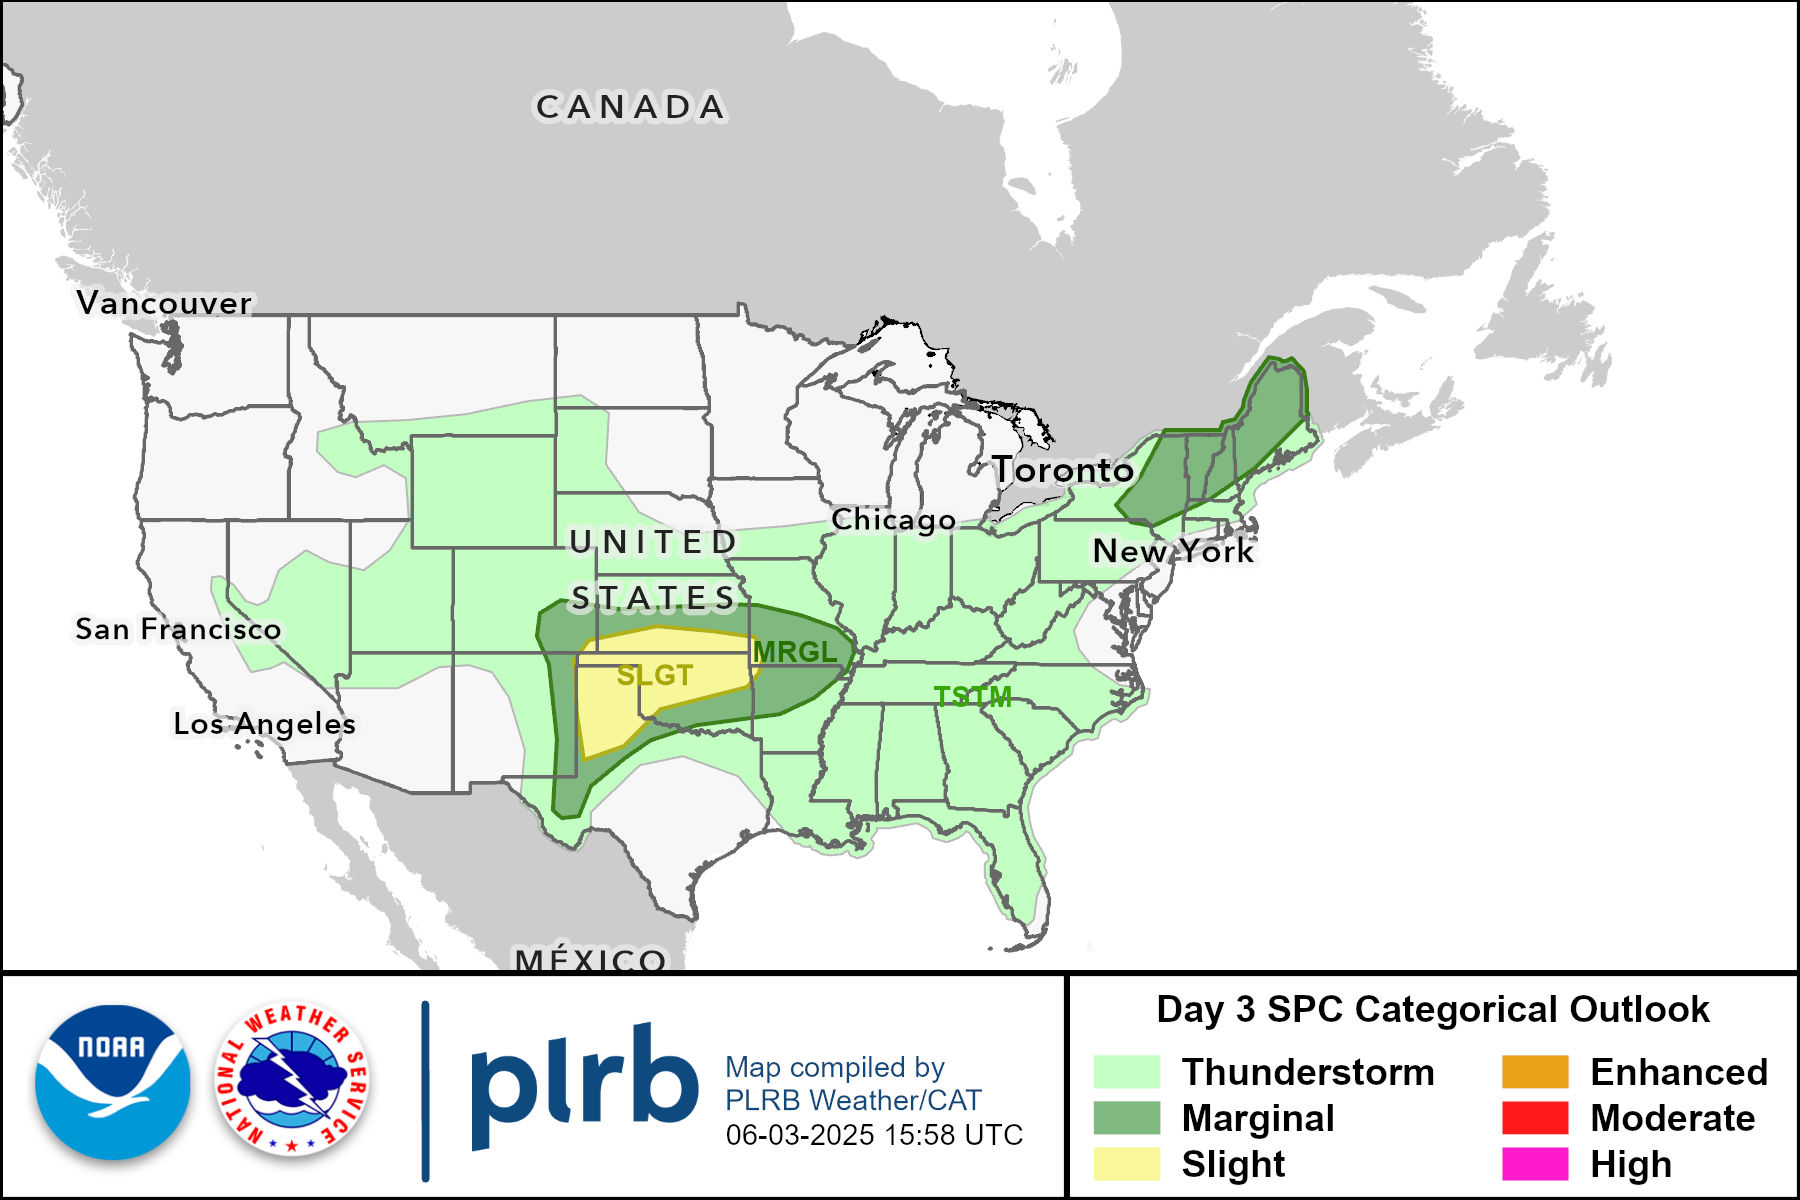 CANADA
Vancouver
Toronto
Chicago
UNITED
New York
STATES
San Francisco
MRGL
SLGT
TSTM
Los Angeles
MÉXICO
NOAA
NATIONAL WEATHER SERVICE
plrb
Map compiled by
PLRB Weather/CAT
06-03-2025 15:58 UTC
Day 3 SPC Categorical Outlook
Thunderstorm
Enhanced
Marginal
Moderate
Slight
High